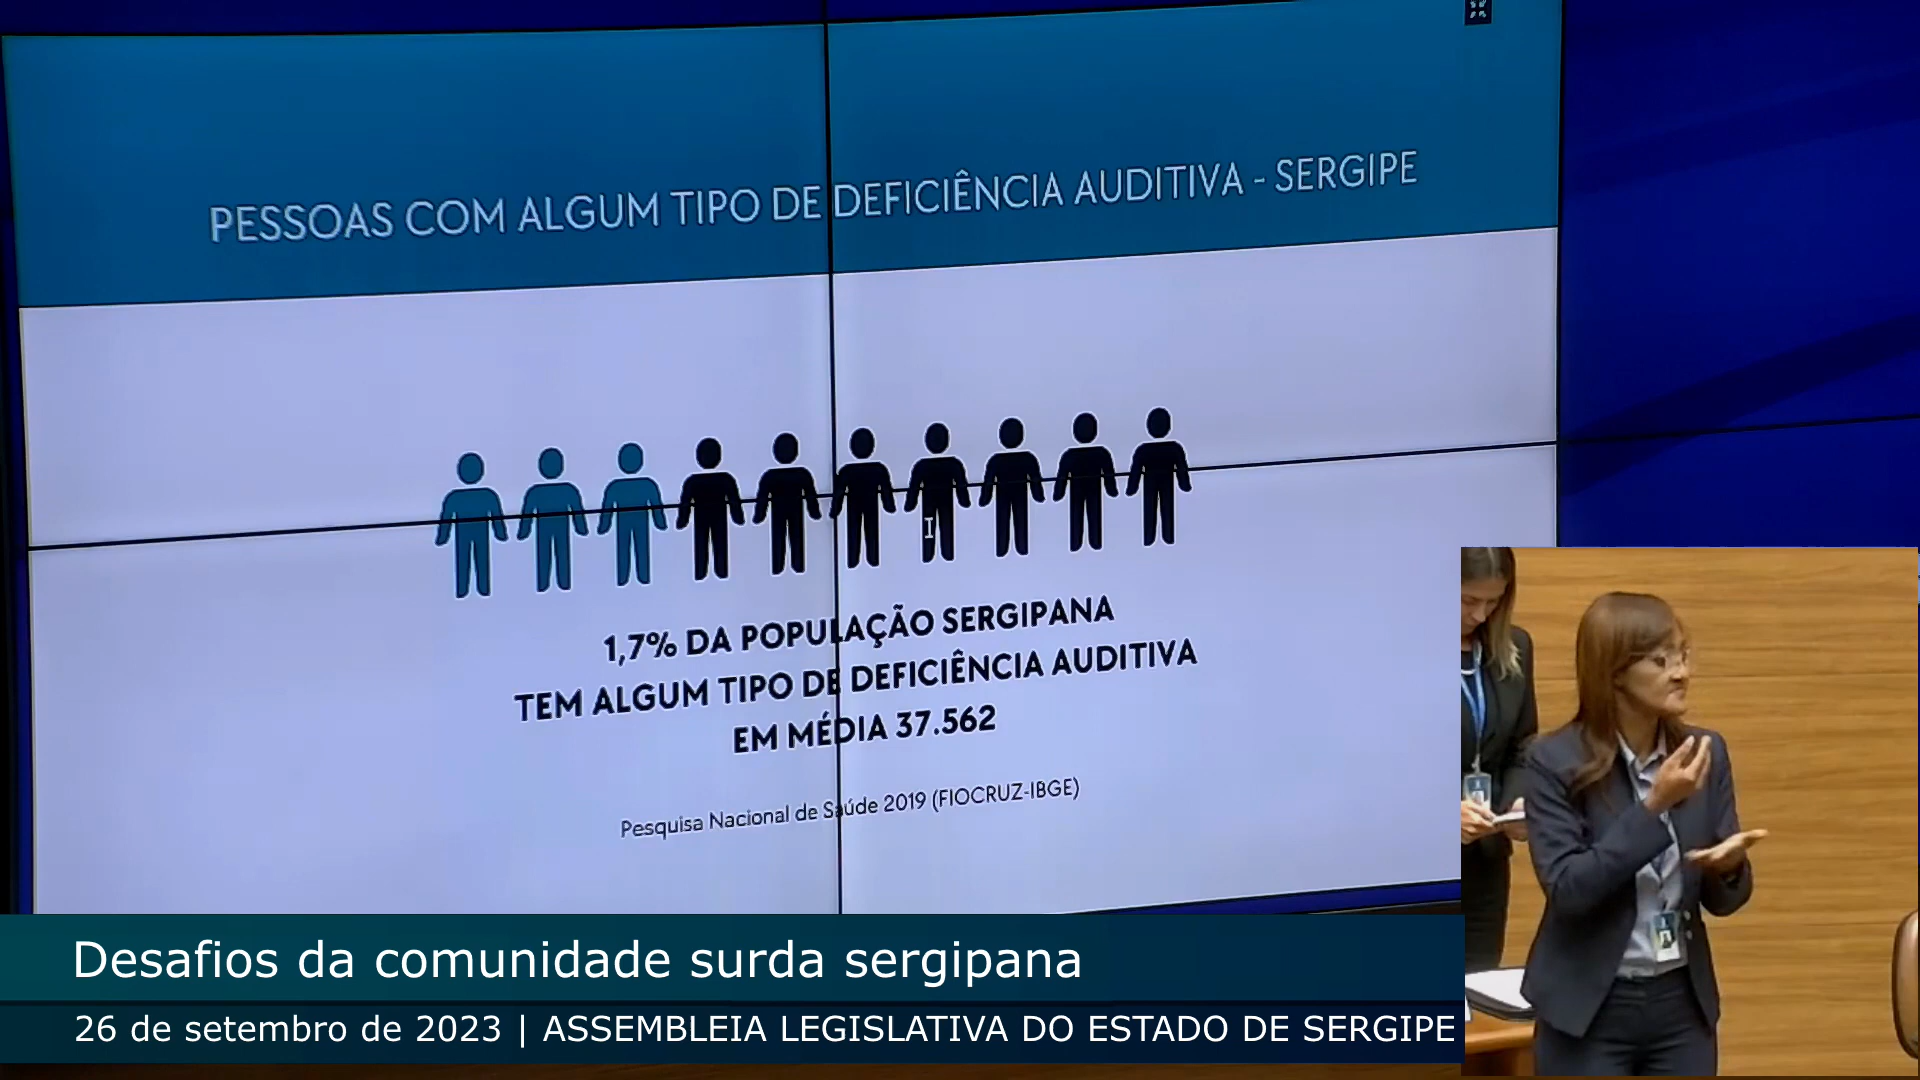 PESSOAS COM ALGUM TIPO DE DEFICIÊNCIA AUDITIVA - SERGIPE
1,7% DA POPULAÇÃO SERGIPANA
TEM ALGUM TIPO DE DEFICIÊNCIA AUDITIVA
EM MÉDIA 37.562
Pesquisa Nacional de Saúde 2019 (FIOCRUZ-IBGE)
Desafios da comunidade surda sergipana
26 de setembro de 2023 | ASSEMBLEIA LEGISLATIVA DO ESTADO DE SERGIPE